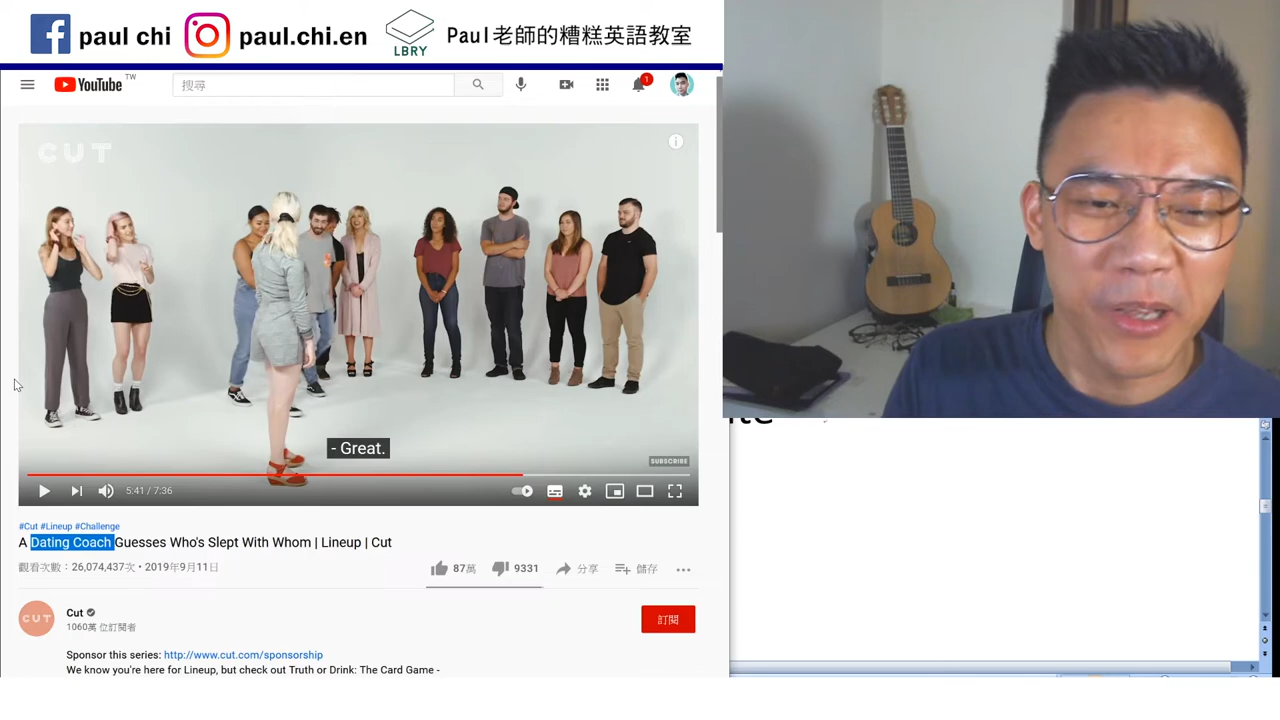 paul chi
paul.chi.en
LBRY
Paul老師的糟糕英語教室
YouTube TW
搜尋
1
CUT
- Great.
SUBSCRIBE
5:41 / 7:36
#Cut #Lineup #Challenge
A Dating Coach Guesses Who's Slept With Whom | Lineup | Cut
觀看次數：26,074,437次 • 2019年9月11日
87萬
9331
分享
儲存
CUT
Cut
1060萬 位訂閱者
訂閱
Sponsor this series: http://www.cut.com/sponsorship
We know you're here for Lineup, but check out Truth or Drink: The Card Game -